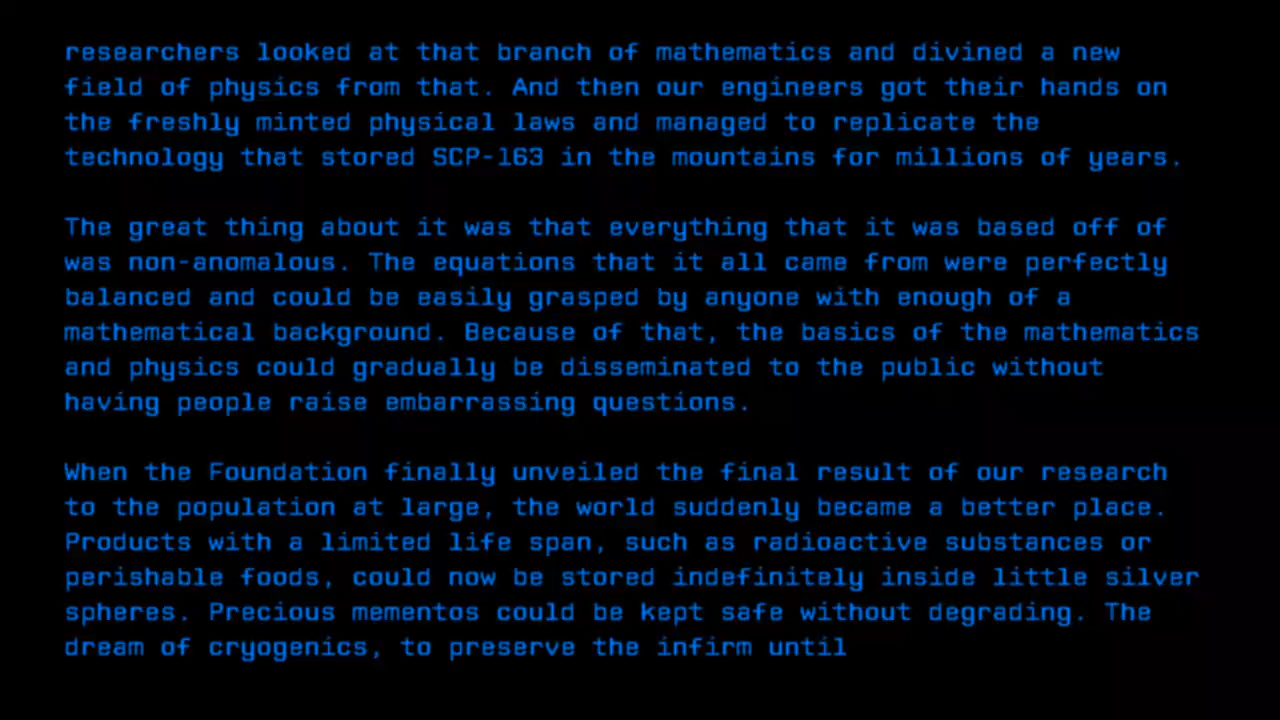 researchers looked at that branch of mathematics and divined a new
field of physics from that. And then our engineers got their hands on
the freshly minted physical laws and managed to replicate the
technology that stored SCP-163 in the mountains for millions of years.
The great thing about it was that everything that it was based off of
was non-anomalous. The equations that it all came from were perfectly
balanced and could be easily grasped by anyone with enough of a
mathematical background. Because of that, the basics of the mathematics
and physics could gradually be disseminated to the public without
having people raise embarrassing questions.
When the Foundation finally unveiled the final result of our research
to the population at large, the world suddenly became a better place.
Products with a limited life span, such as radioactive substances or
perishable foods, could now be stored indefinitely inside little silver
spheres. Precious mementos could be kept safe without degrading. The
dream of cryogenics, to preserve the infirm until